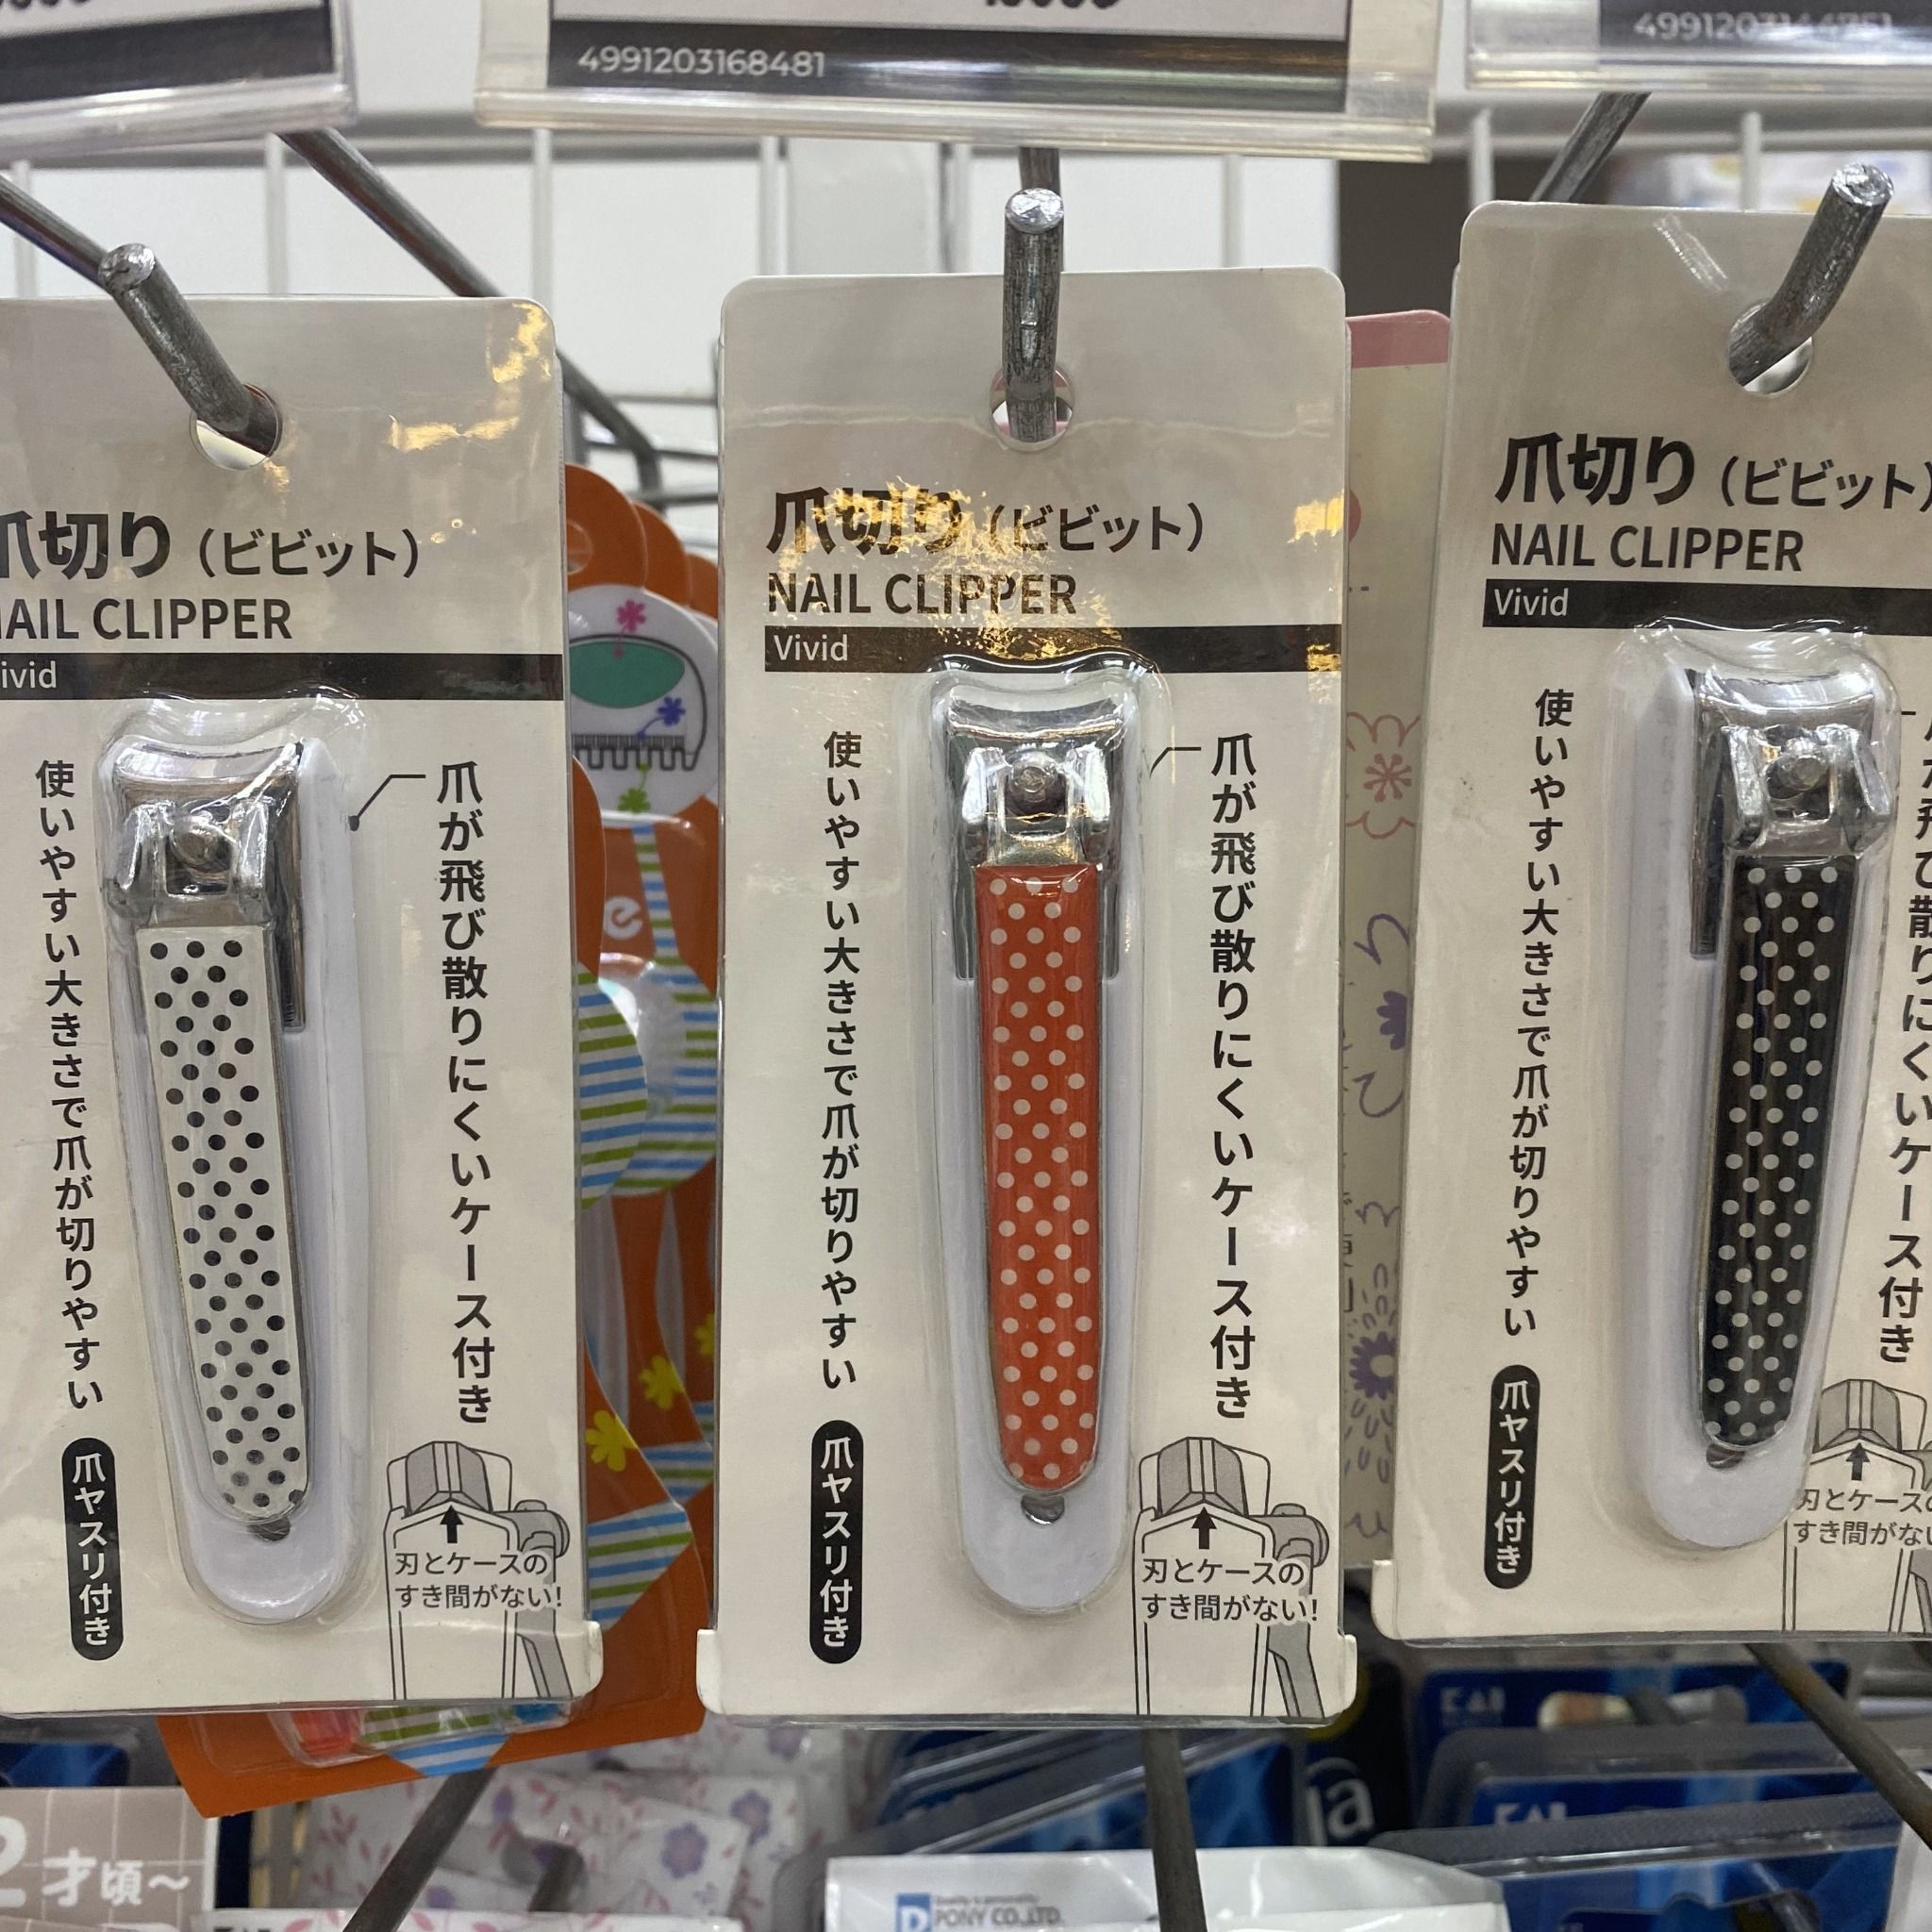 4991203168481
爪切り（ビビット）
NAIL CLIPPER
Vivid
使いやすい大きさで爪が切りやすい
爪ヤスリ付き
爪が飛び散りにくいケース付き
刃とケースの
すき間がない!
爪切り（ビビット）
NAIL CLIPPER
Vivid
使いやすい大きさで爪が切りやすい
爪ヤスリ付き
爪が飛び散りにくいケース付き
刃とケースの
すき間がない!
爪切り（ビビット）
NAIL CLIPPER
Vivid
使いやすい大きさで爪が切りやすい
爪ヤスリ付き
爪が飛び散りにくいケース付き
刃とケースの
すき間がない
2才頃～
KAI
PONY CO.,LTD.